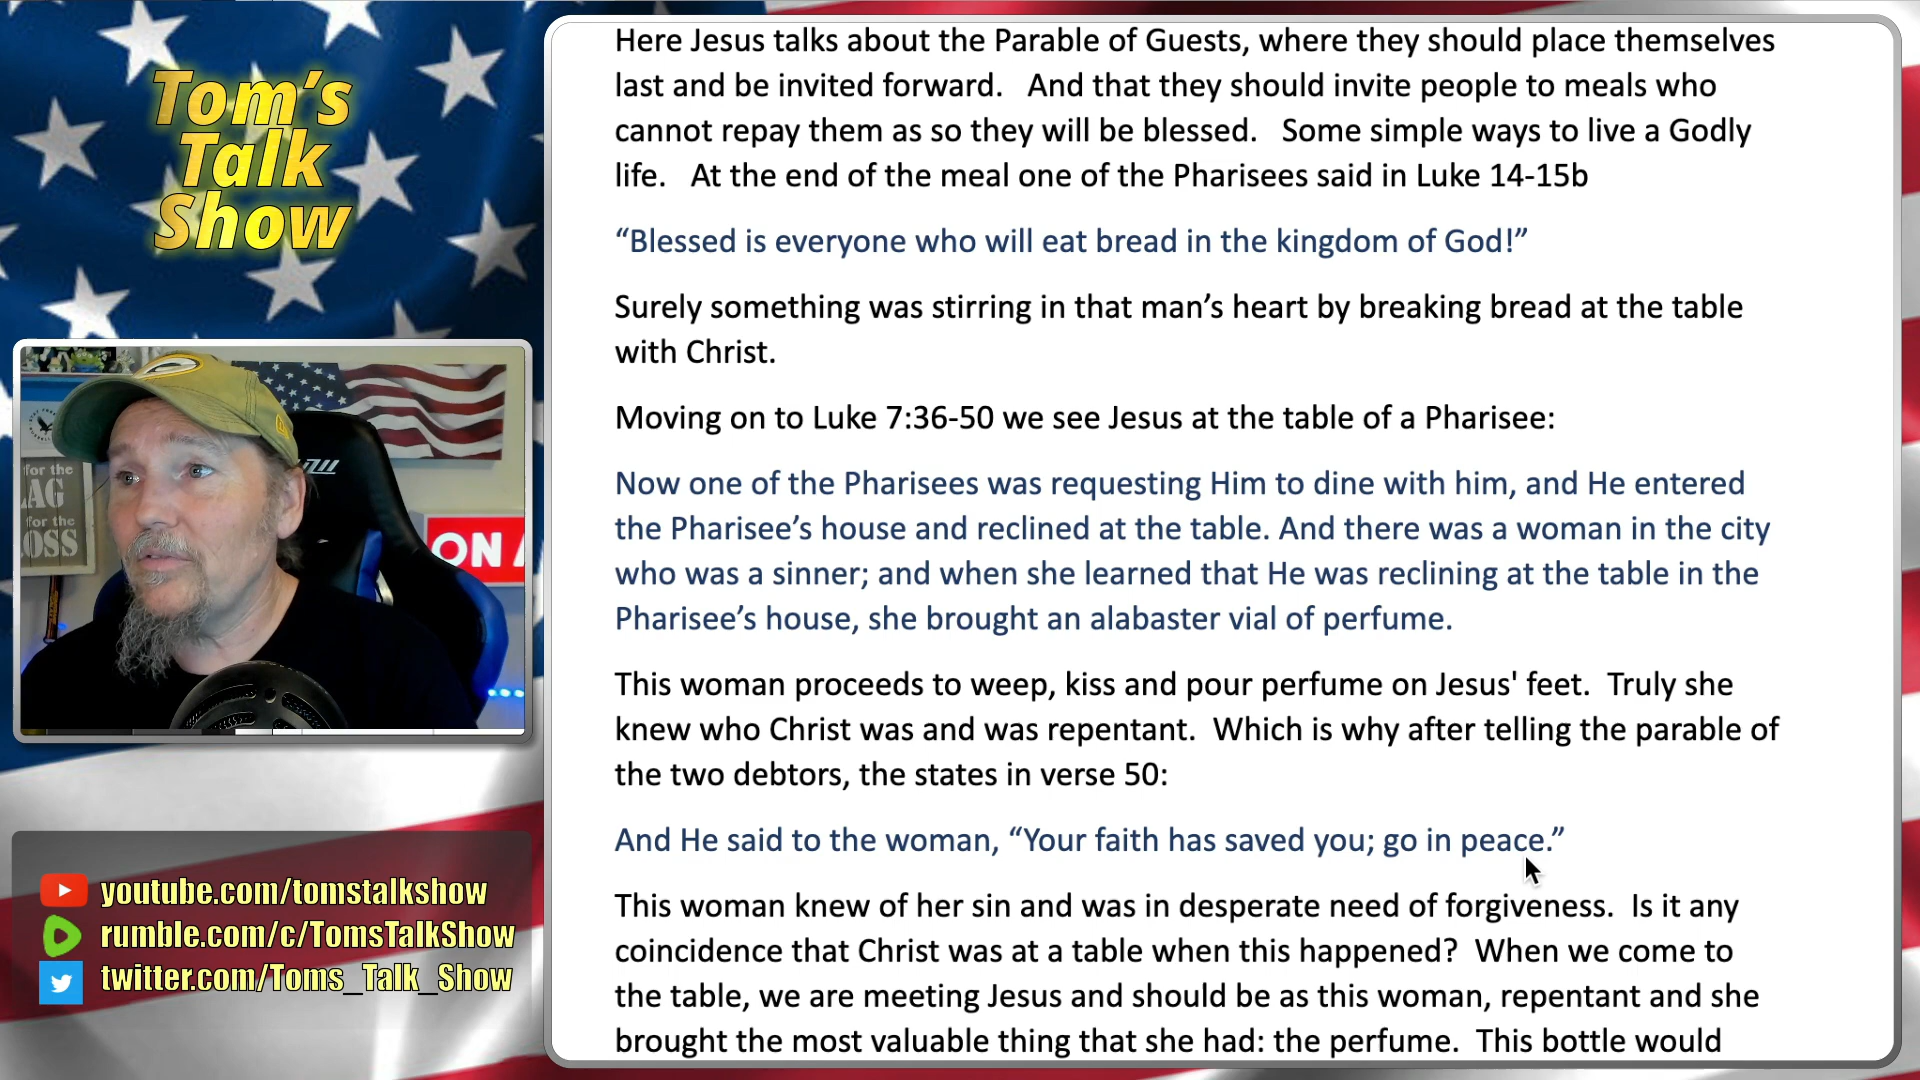 Tom's
Talk
Show
for the
AG
for the
OSS
ON A
youtube.com/tomstalkshow
rumble.com/c/TomsTalkShow
twitter.com/Toms_Talk_Show
Here Jesus talks about the Parable of Guests, where they should place themselves
last and be invited forward.   And that they should invite people to meals who
cannot repay them as so they will be blessed.   Some simple ways to live a Godly
life.   At the end of the meal one of the Pharisees said in Luke 14-15b
“Blessed is everyone who will eat bread in the kingdom of God!”
Surely something was stirring in that man’s heart by breaking bread at the table
with Christ.
Moving on to Luke 7:36-50 we see Jesus at the table of a Pharisee:
Now one of the Pharisees was requesting Him to dine with him, and He entered
the Pharisee’s house and reclined at the table. And there was a woman in the city
who was a sinner; and when she learned that He was reclining at the table in the
Pharisee’s house, she brought an alabaster vial of perfume.
This woman proceeds to weep, kiss and pour perfume on Jesus' feet.  Truly she
knew who Christ was and was repentant.  Which is why after telling the parable of
the two debtors, the states in verse 50:
And He said to the woman, “Your faith has saved you; go in peace.”
This woman knew of her sin and was in desperate need of forgiveness.  Is it any
coincidence that Christ was at a table when this happened?  When we come to
the table, we are meeting Jesus and should be as this woman, repentant and she
brought the most valuable thing that she had: the perfume.  This bottle would